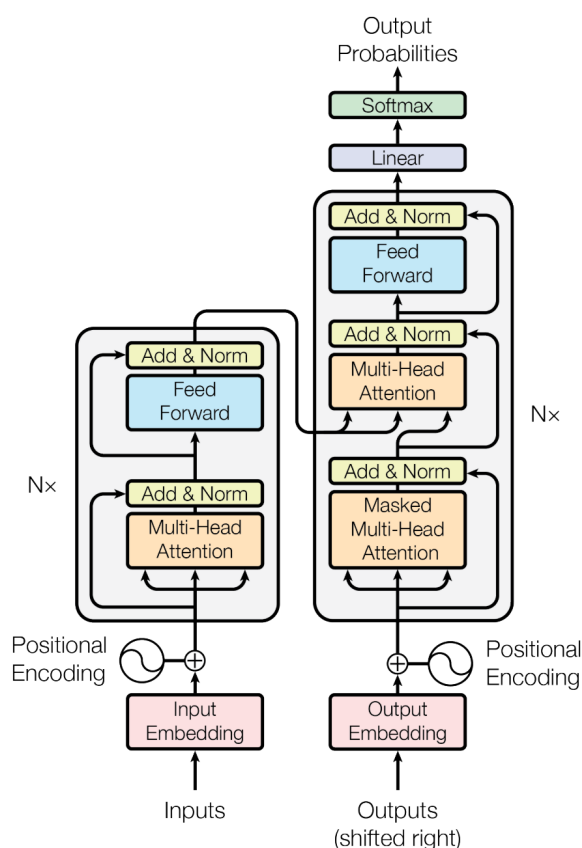 Output
Probabilities
Softmax
Linear
Add & Norm
Feed
Forward
Add & Norm
Multi-Head
Attention
Add & Norm
Masked
Multi-Head
Attention
N×
Positional
Encoding
Output
Embedding
Outputs
(shifted right)
Add & Norm
Feed
Forward
Add & Norm
Multi-Head
Attention
N×
Positional
Encoding
Input
Embedding
Inputs